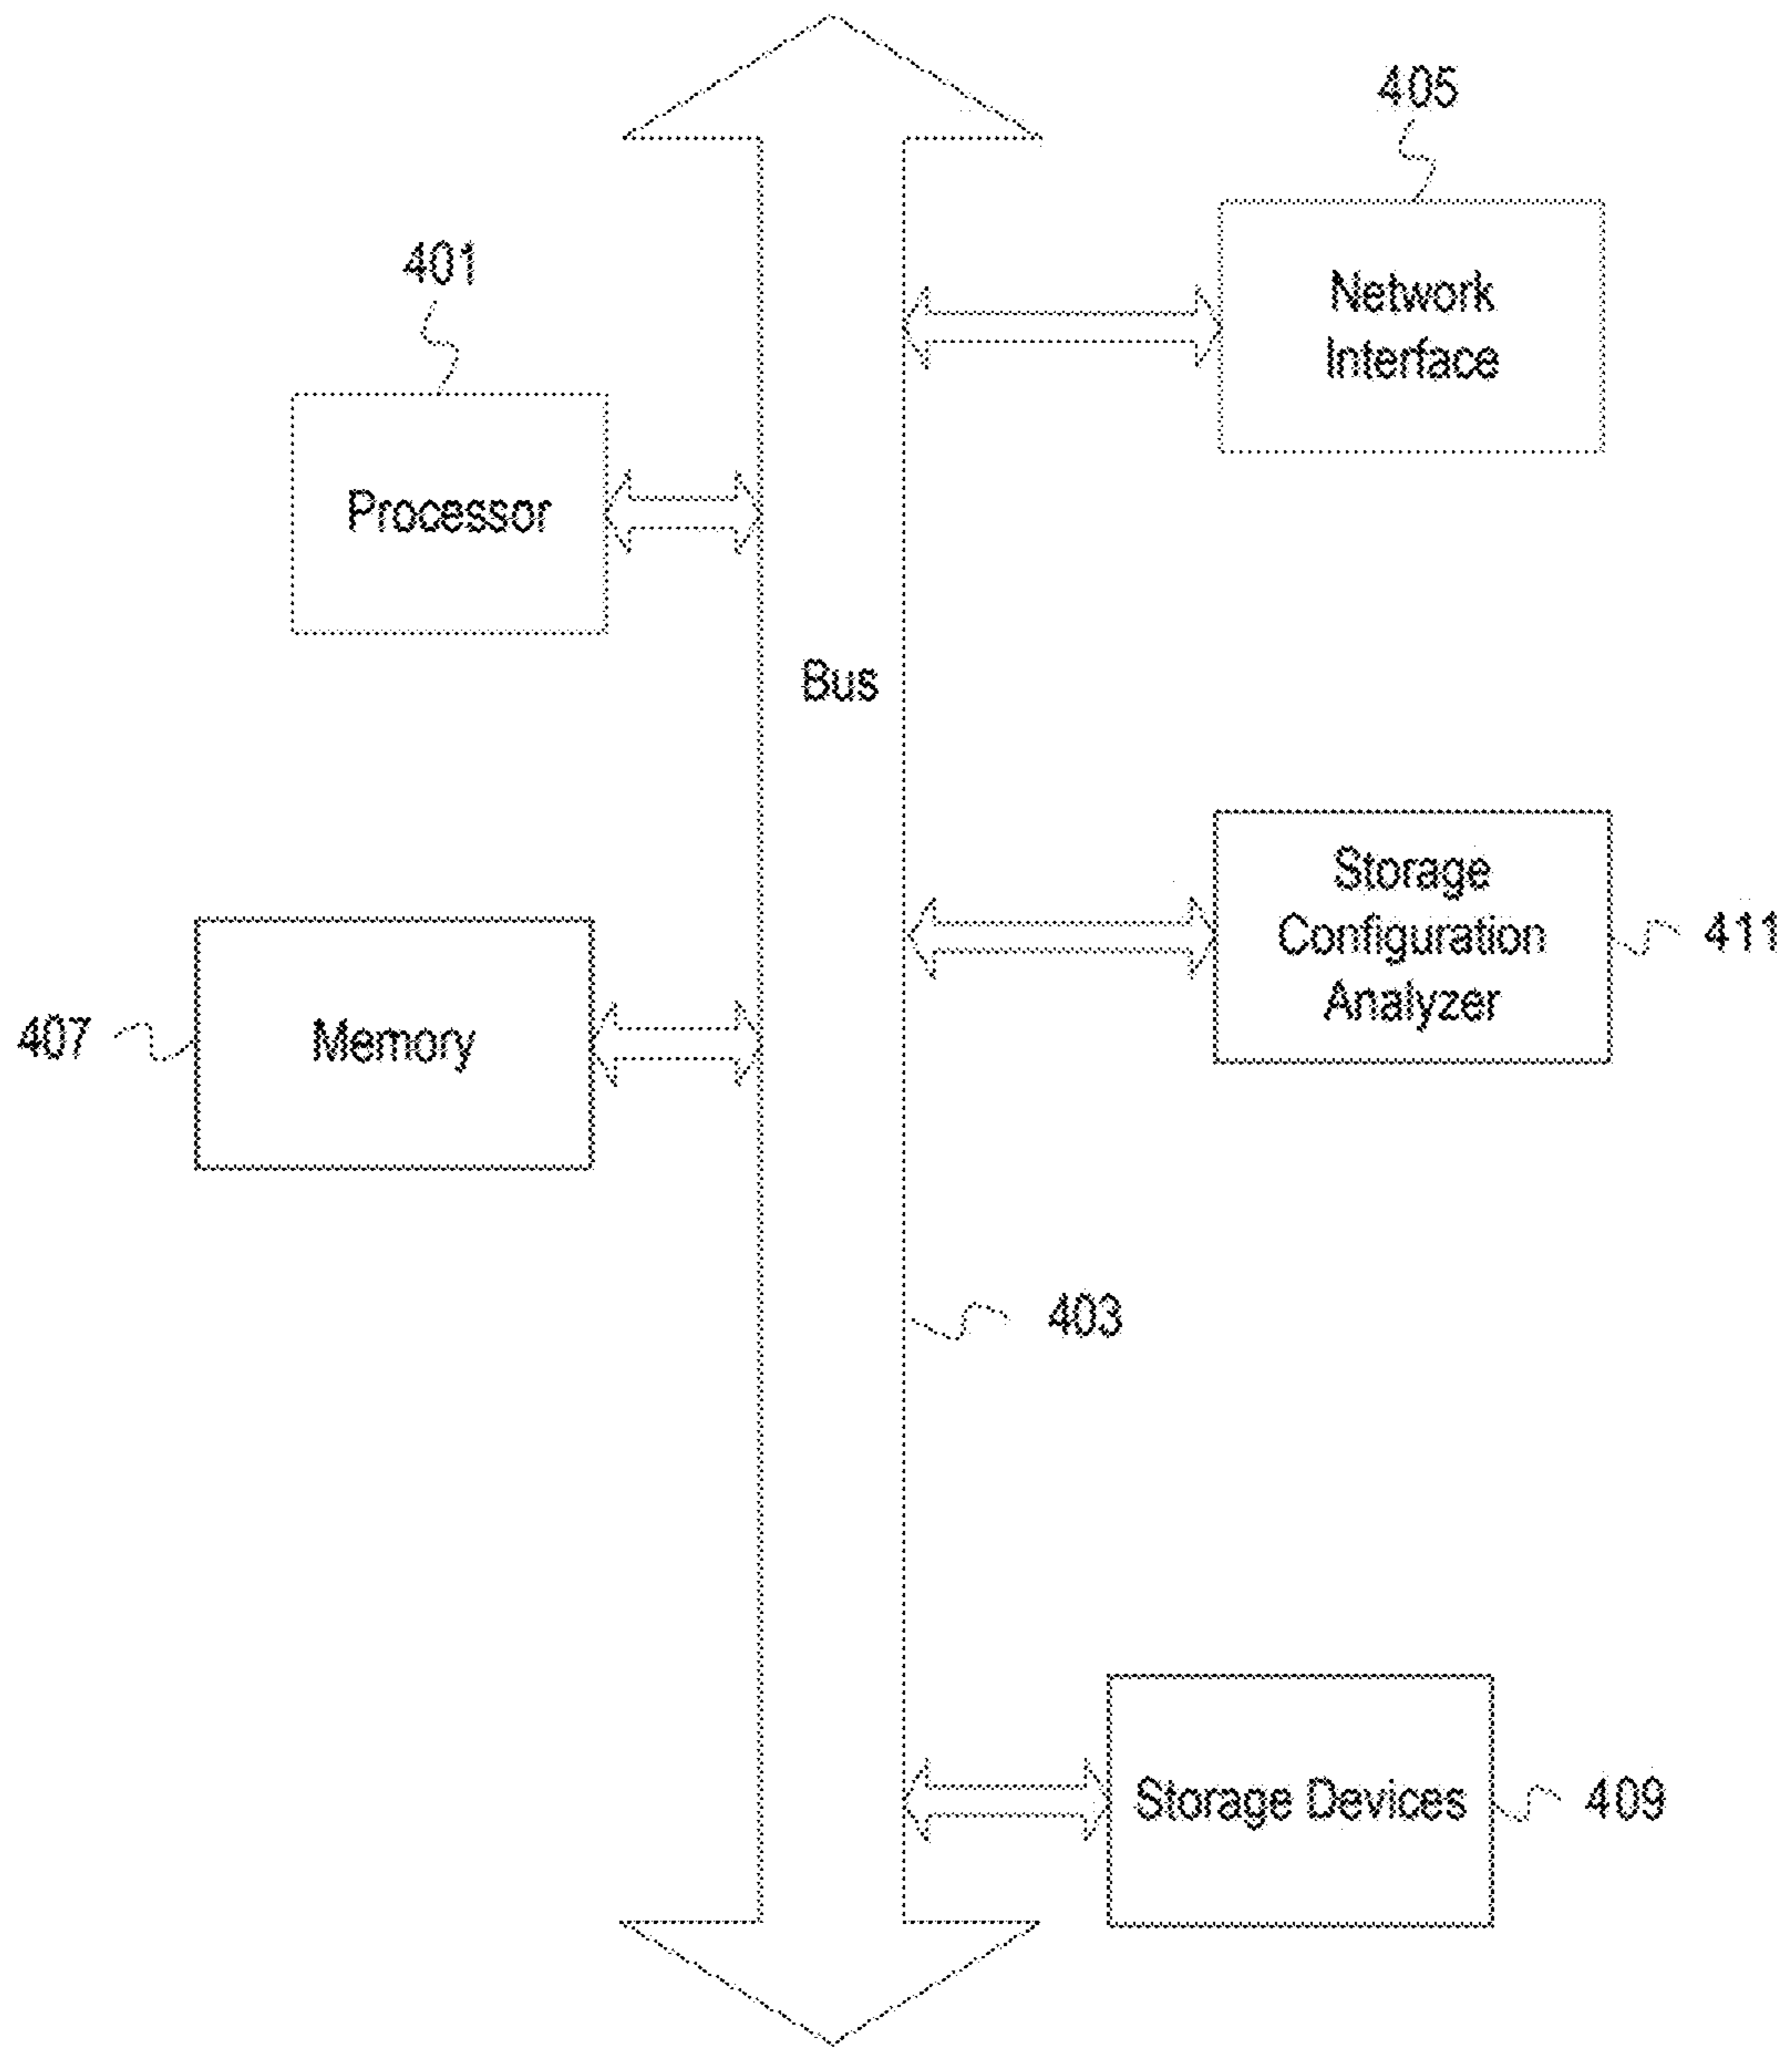 405
Network
Interface
401
Processor
Bus
Storage
Configuration
Analyzer
411
407
Memory
403
Storage Devices
409